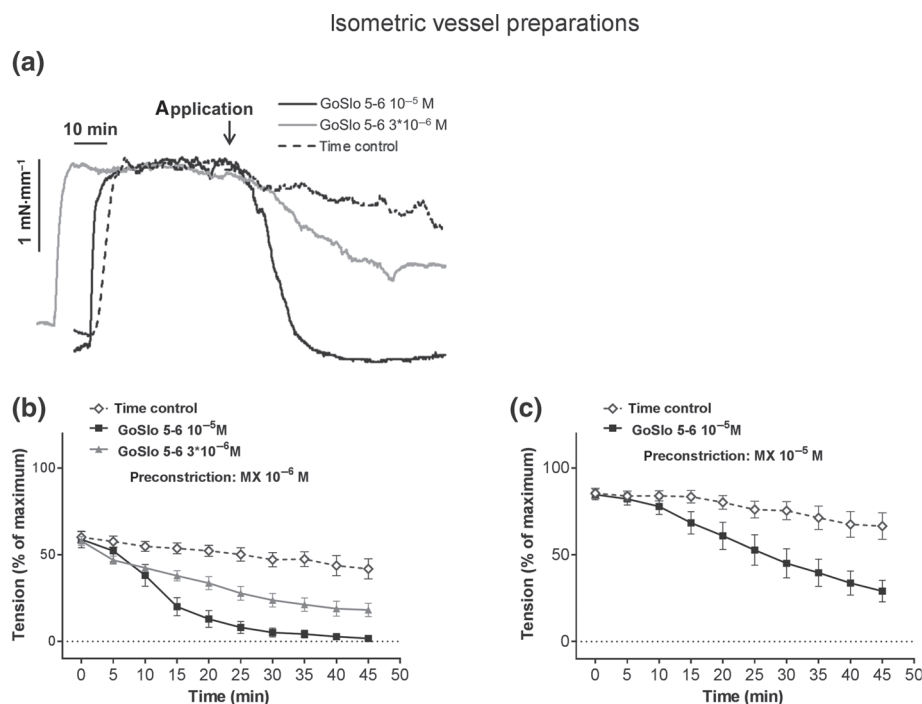 Isometric vessel preparations
(a)
Application
10 min
GoSlo 5-6 10⁻⁵ M
GoSlo 5-6 3*10⁻⁶ M
Time control
1 mN·mm⁻¹
(b)
Time control
GoSlo 5-6 10⁻⁵M
GoSlo 5-6 3*10⁻⁶M
Preconstriction: MX 10⁻⁶ M
Tension (% of maximum)
100
50
0
0 5 10 15 20 25 30 35 40 45 50
Time (min)
(c)
Time control
GoSlo 5-6 10⁻⁵M
Preconstriction: MX 10⁻⁵ M
Tension (% of maximum)
100
50
0
0 5 10 15 20 25 30 35 40 45 50
Time (min)